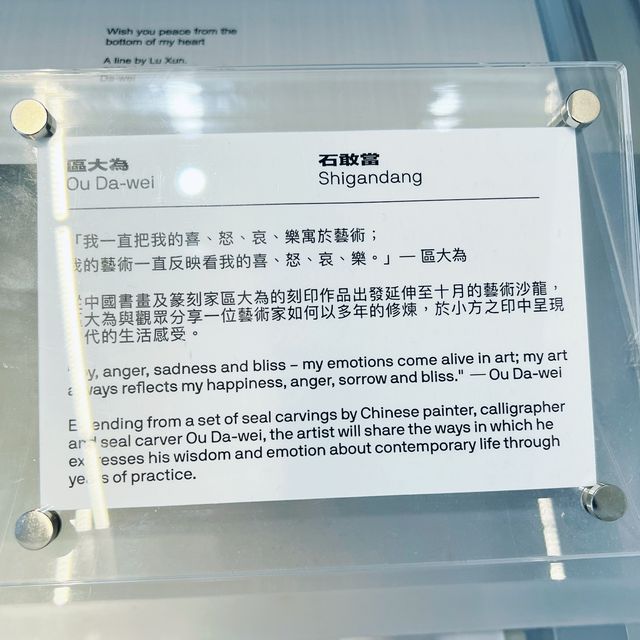 Wish you peace from the
bottom of my heart
A line by Lu Xun.
Da-wei
區大為 石敢當
Ou Da-wei Shigandang
「我一直把我的喜、怒、哀、樂寓於藝術；
我的藝術一直反映看我的喜、怒、哀、樂。」— 區大為
從中國書畫及篆刻家區大為的刻印作品出發延伸至十月的藝術沙龍，
區大為與觀眾分享一位藝術家如何以多年的修煉，於小方之印中呈現
代的生活感受。
anger, sadness and bliss – my emotions come alive in art; my art
always reflects my happiness, anger, sorrow and bliss." — Ou Da-wei
Extending from a set of seal carvings by Chinese painter, calligrapher
and seal carver Ou Da-wei, the artist will share the ways in which he
expresses his wisdom and emotion about contemporary life through
years of practice.